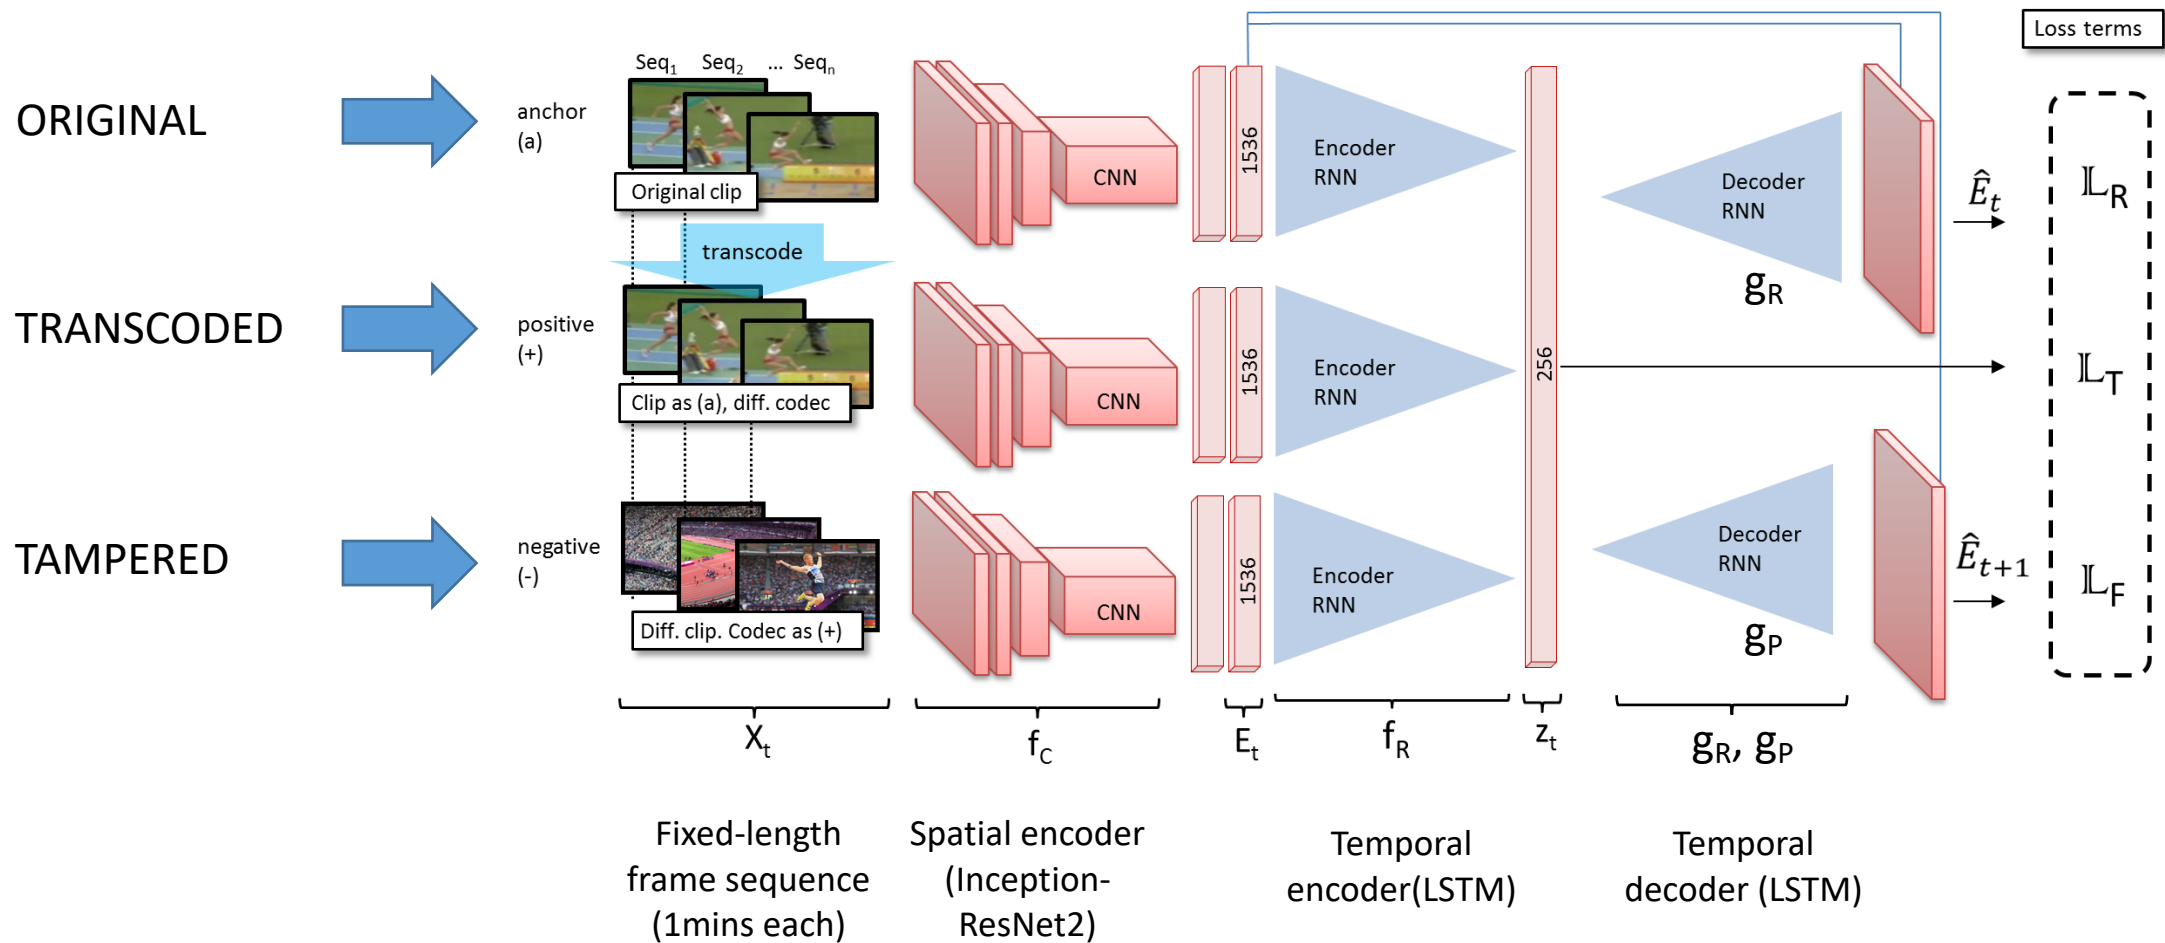 Loss terms
Seq1 Seq2 ... Seqn
ORIGINAL
anchor
(a)
Original clip
CNN
1536
Encoder
RNN
Decoder
RNN
gR
Êt
𝕃R
transcode
TRANSCODED
positive
(+)
Clip as (a), diff. codec
CNN
1536
Encoder
RNN
256
𝕃T
TAMPERED
negative
(-)
Diff. clip. Codec as (+)
CNN
1536
Encoder
RNN
Decoder
RNN
gP
Êt+1
𝕃F
Xt
fC
Et
fR
zt
gR, gP
Fixed-length
frame sequence
(1mins each)
Spatial encoder
(Inception-
ResNet2)
Temporal
encoder(LSTM)
Temporal
decoder (LSTM)